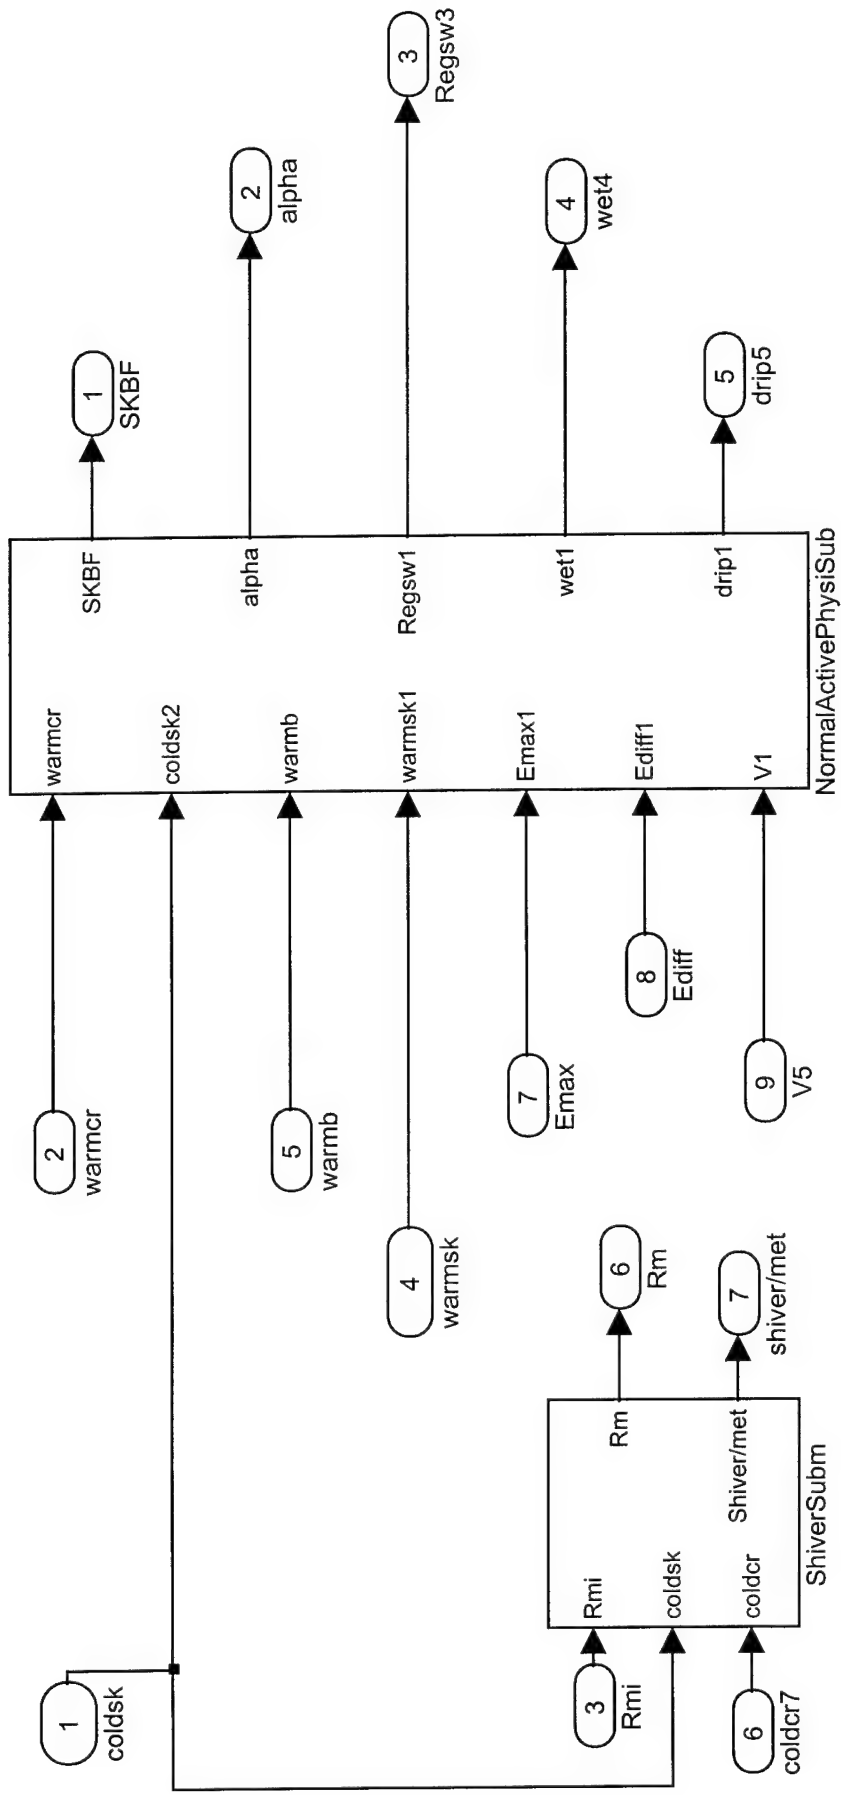 1
coldsk
2
warmcr
5
warmb
4
warmsk
7
Emax
8
Ediff
9
V5
warmcr
coldsk2
warmb
warmsk1
Emax1
Ediff1
V1
SKBF
alpha
Regsw1
wet1
drip1
NormalActivePhysiSub
1
SKBF
2
alpha
3
Regsw3
4
wet4
5
drip5
3
Rmi
6
coldcr7
Rmi
coldsk
coldcr
Rm
Shiver/met
ShiverSubm
6
Rm
7
shiver/met